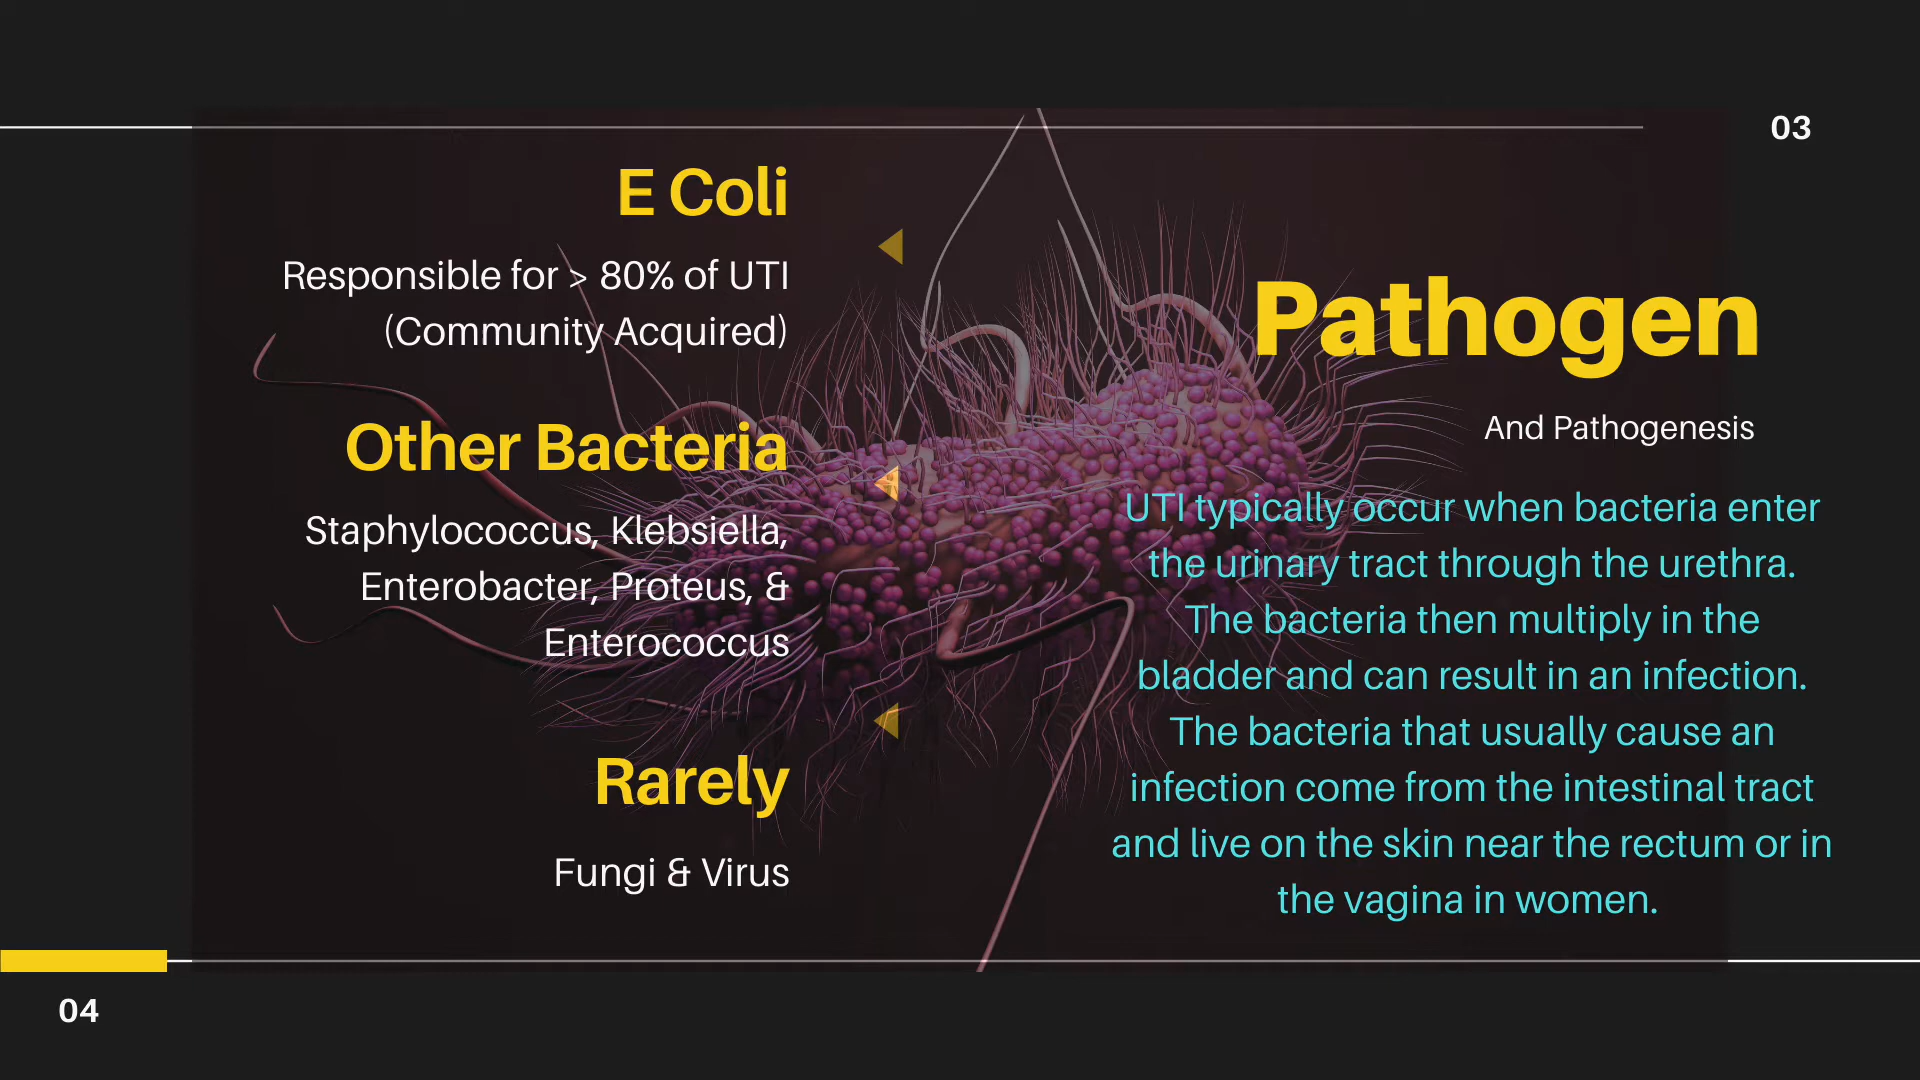 03
E Coli
Responsible for > 80% of UTI
(Community Acquired)
Other Bacteria
Staphylococcus, Klebsiella,
Enterobacter, Proteus, &
Enterococcus
Rarely
Fungi & Virus
Pathogen
And Pathogenesis
UTI typically occur when bacteria enter
the urinary tract through the urethra.
The bacteria then multiply in the
bladder and can result in an infection.
The bacteria that usually cause an
infection come from the intestinal tract
and live on the skin near the rectum or in
the vagina in women.
04